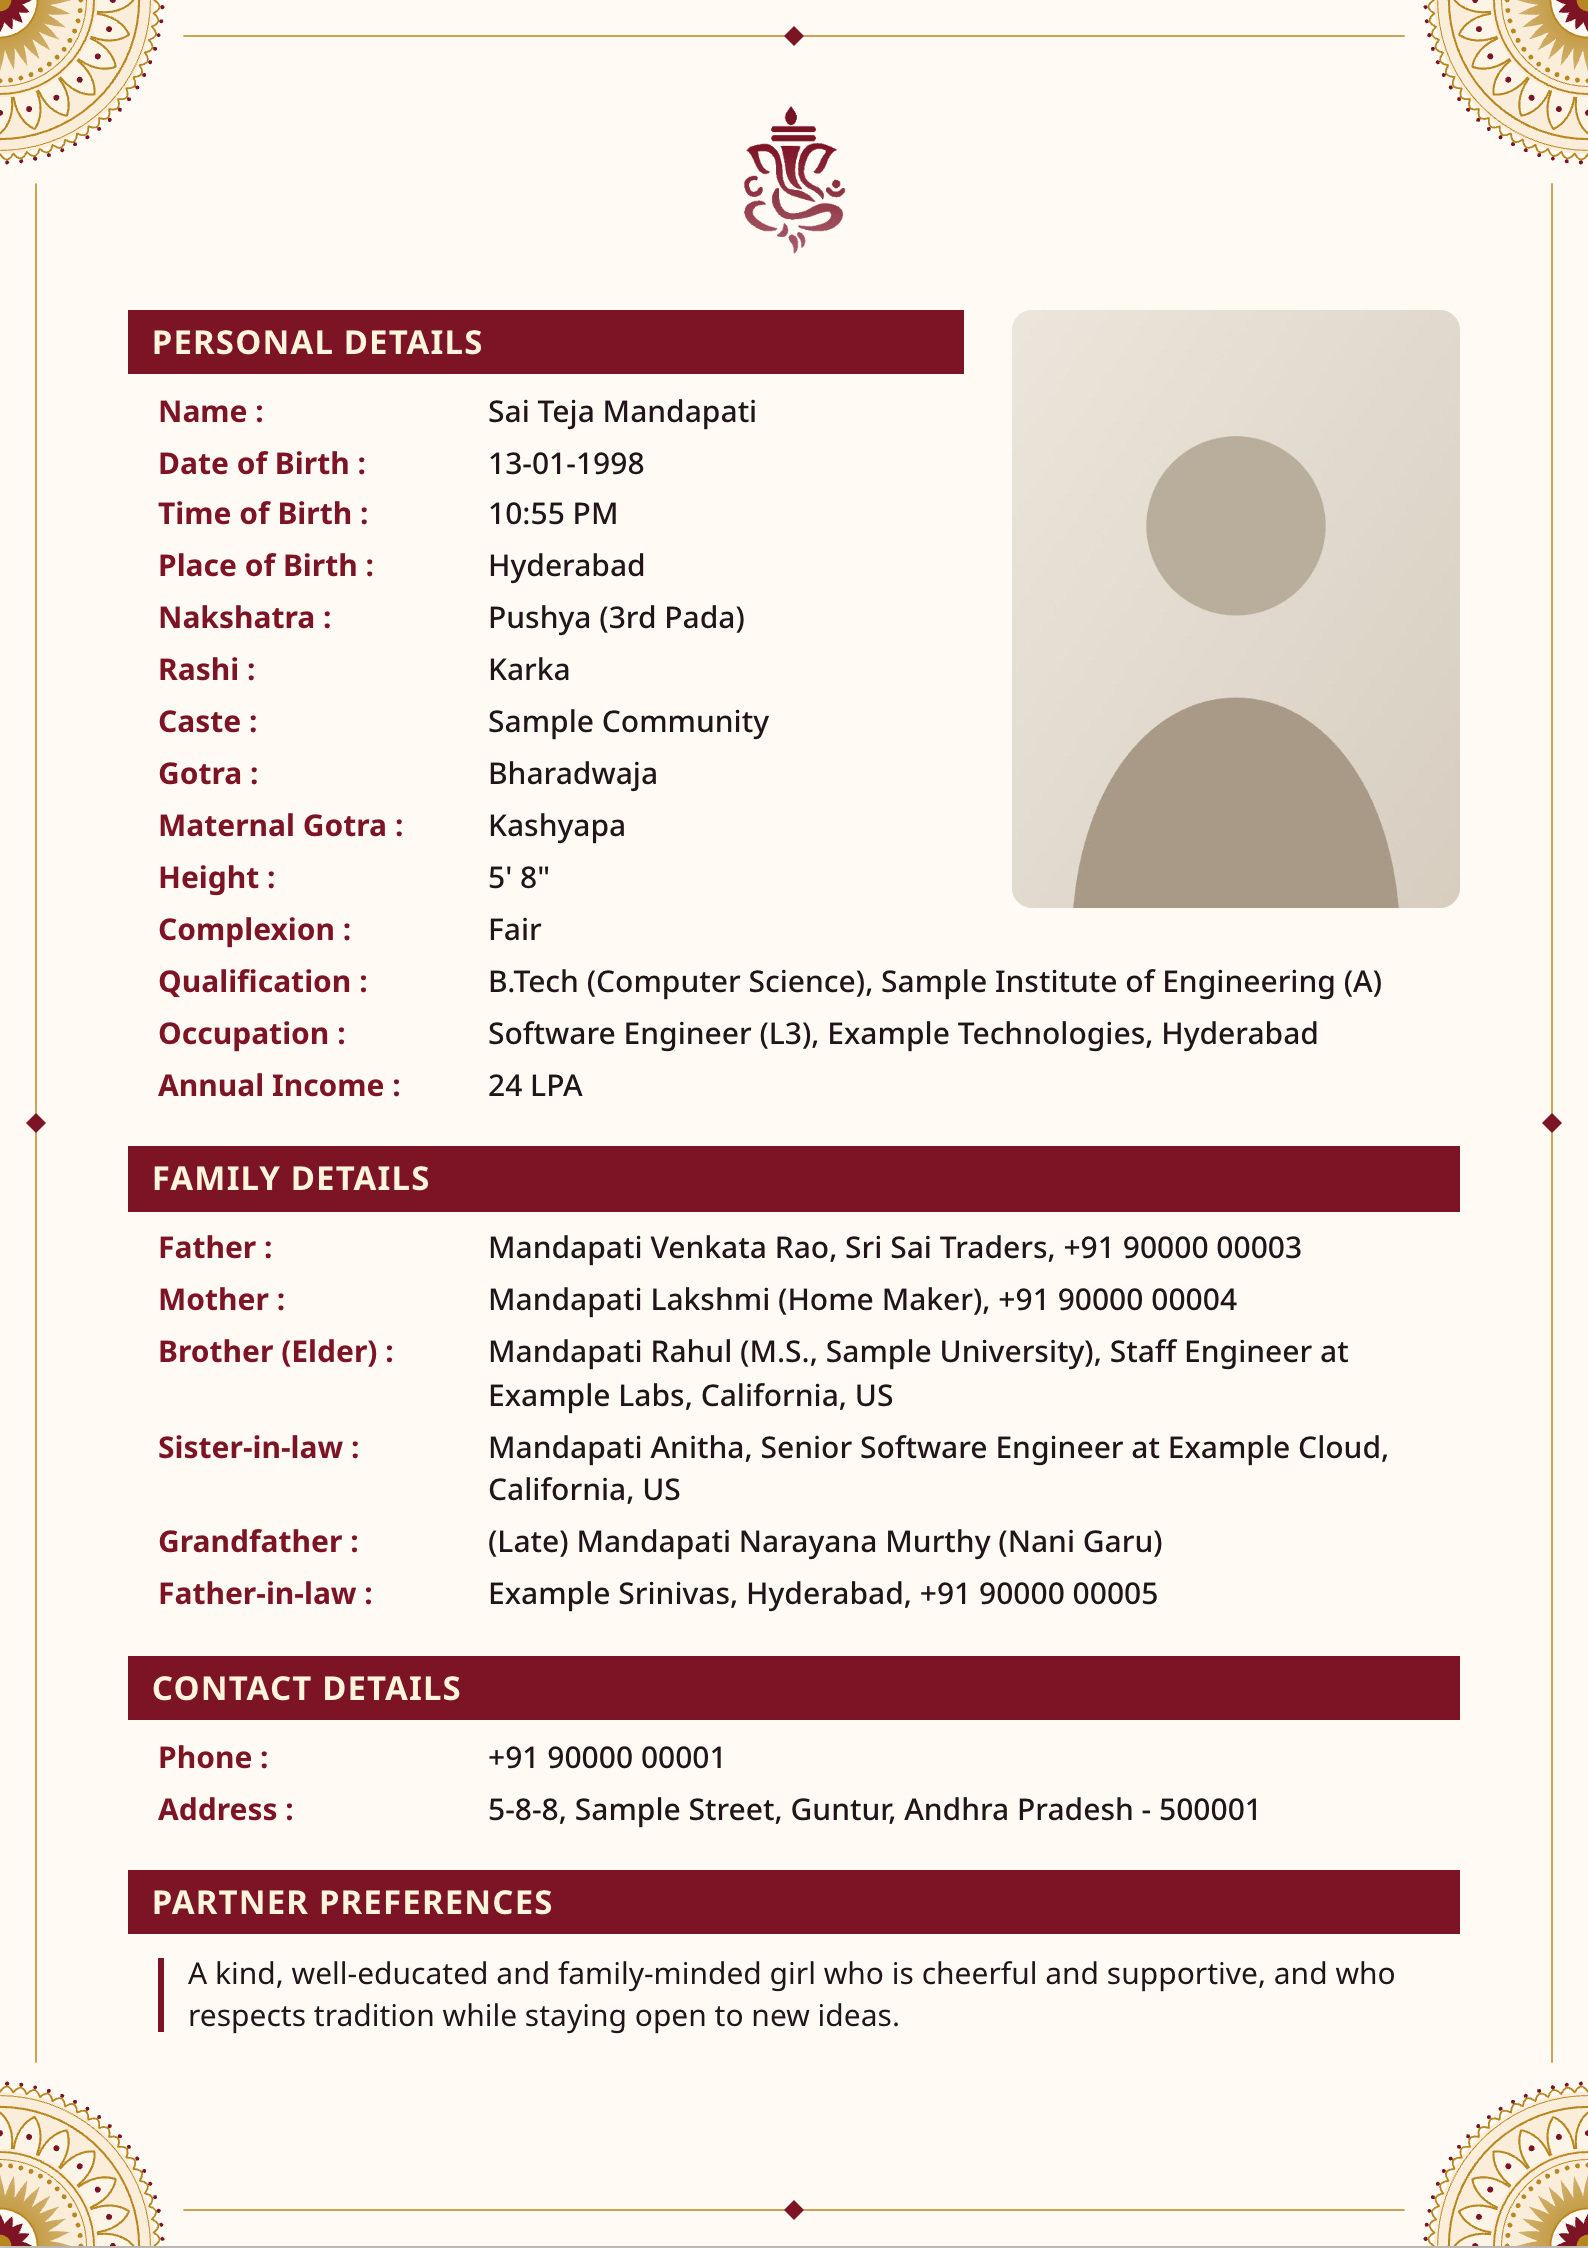 PERSONAL DETAILS
Name : Sai Teja Mandapati
Date of Birth : 13-01-1998
Time of Birth : 10:55 PM
Place of Birth : Hyderabad
Nakshatra : Pushya (3rd Pada)
Rashi : Karka
Caste : Sample Community
Gotra : Bharadwaja
Maternal Gotra : Kashyapa
Height : 5' 8"
Complexion : Fair
Qualification : B.Tech (Computer Science), Sample Institute of Engineering (A)
Occupation : Software Engineer (L3), Example Technologies, Hyderabad
Annual Income : 24 LPA
FAMILY DETAILS
Father : Mandapati Venkata Rao, Sri Sai Traders, +91 90000 00003
Mother : Mandapati Lakshmi (Home Maker), +91 90000 00004
Brother (Elder) : Mandapati Rahul (M.S., Sample University), Staff Engineer at
Example Labs, California, US
Sister-in-law : Mandapati Anitha, Senior Software Engineer at Example Cloud,
California, US
Grandfather : (Late) Mandapati Narayana Murthy (Nani Garu)
Father-in-law : Example Srinivas, Hyderabad, +91 90000 00005
CONTACT DETAILS
Phone : +91 90000 00001
Address : 5-8-8, Sample Street, Guntur, Andhra Pradesh - 500001
PARTNER PREFERENCES
A kind, well-educated and family-minded girl who is cheerful and supportive, and who
respects tradition while staying open to new ideas.